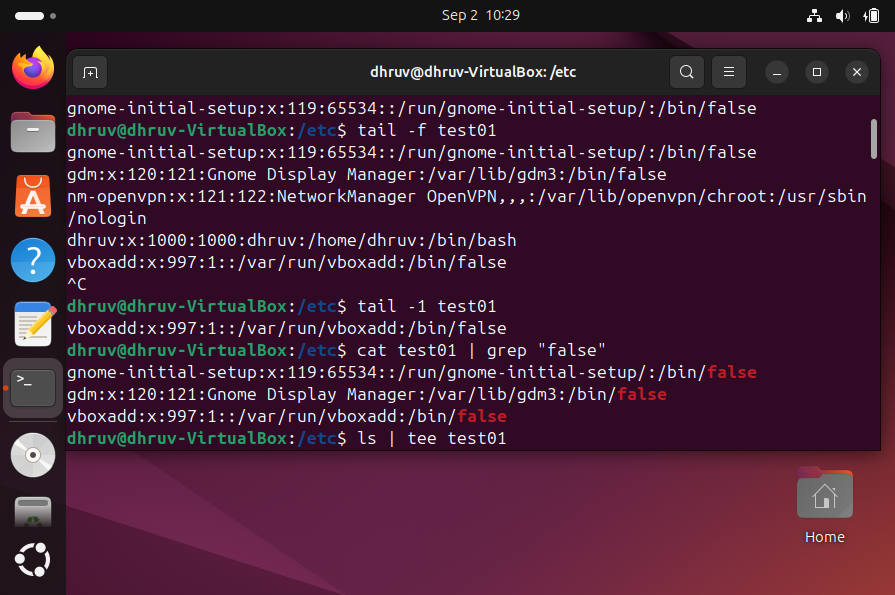 Sep 2 10:29
dhruv@dhruv-VirtualBox: /etc
gnome-initial-setup:x:119:65534::/run/gnome-initial-setup/:/bin/false
dhruv@dhruv-VirtualBox:/etc$ tail -f test01
gnome-initial-setup:x:119:65534::/run/gnome-initial-setup/:/bin/false
gdm:x:120:121:Gnome Display Manager:/var/lib/gdm3:/bin/false
nm-openvpn:x:121:122:NetworkManager OpenVPN,,,:/var/lib/openvpn/chroot:/usr/sbin
/nologin
dhruv:x:1000:1000:dhruv:/home/dhruv:/bin/bash
vboxadd:x:997:1::/var/run/vboxadd:/bin/false
^C
dhruv@dhruv-VirtualBox:/etc$ tail -1 test01
vboxadd:x:997:1::/var/run/vboxadd:/bin/false
dhruv@dhruv-VirtualBox:/etc$ cat test01 | grep "false"
gnome-initial-setup:x:119:65534::/run/gnome-initial-setup/:/bin/false
gdm:x:120:121:Gnome Display Manager:/var/lib/gdm3:/bin/false
vboxadd:x:997:1::/var/run/vboxadd:/bin/false
dhruv@dhruv-VirtualBox:/etc$ ls | tee test01
Home